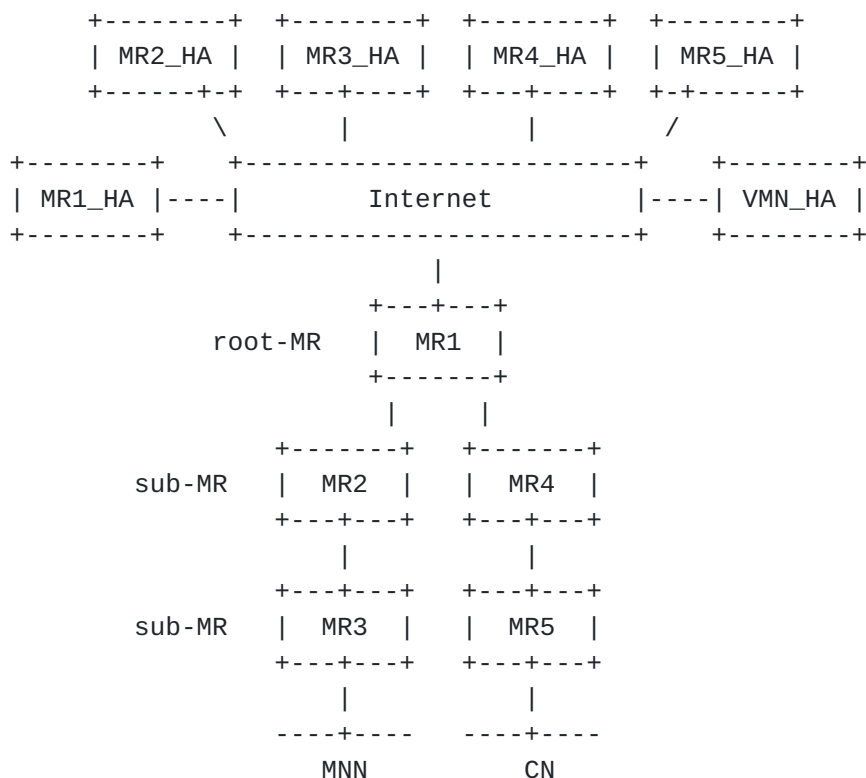 MR2_HA MR3_HA MR4_HA MR5_HA
MR1_HA Internet VMN_HA
root-MR MR1
sub-MR MR2 MR4
sub-MR MR3 MR5
MNN CN